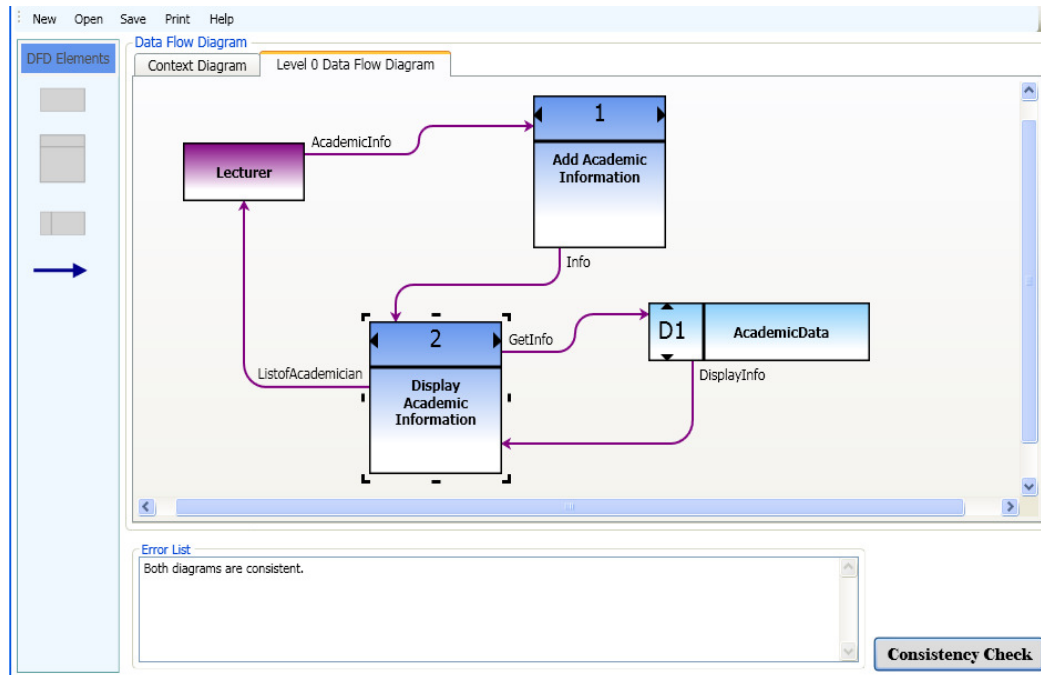 New Open Save Print Help
Data Flow Diagram
DFD Elements
Context Diagram Level 0 Data Flow Diagram
1
AcademicInfo
Add Academic
Information
Lecturer
Info
2
GetInfo
D1 AcademicData
ListofAcademician
DisplayInfo
Display
Academic
Information
Error List
Both diagrams are consistent.
Consistency Check